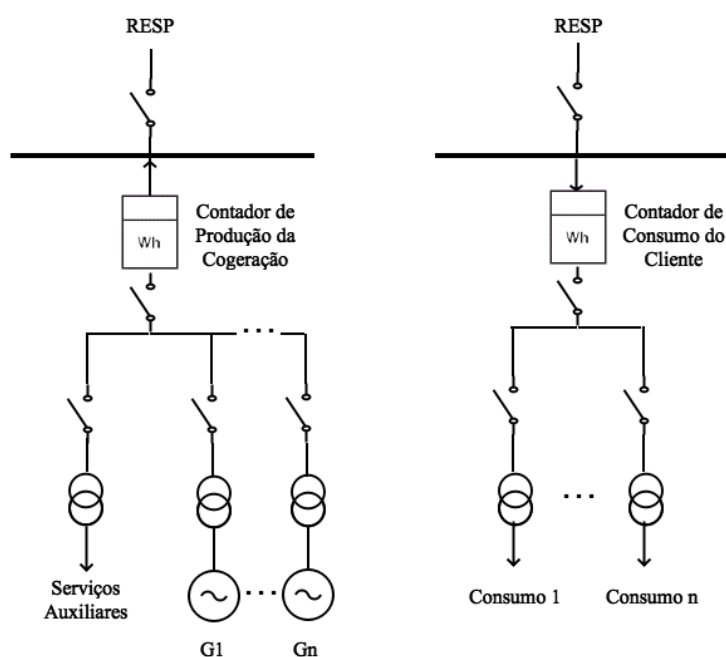 RESP
Contador de
Produção da
Cogeração
Wh
. . .
Serviços
Auxiliares
. . .
G1
Gn
RESP
Contador de
Consumo do
Cliente
Wh
. . .
Consumo 1
Consumo n